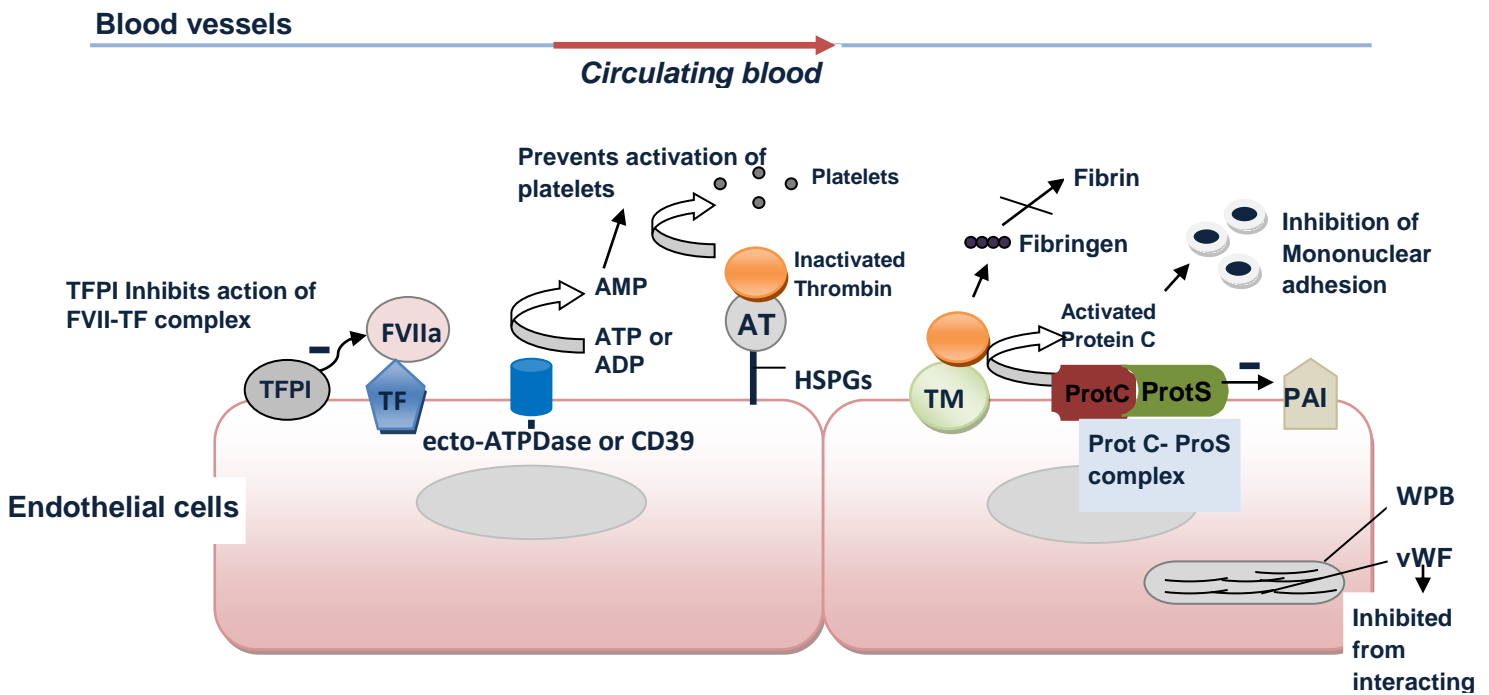 Blood vessels
Circulating blood
Prevents activation of
platelets
Platelets
Fibrin
Fibringen
Inhibition of
Mononuclear
adhesion
Inactivated
Thrombin
TFPI Inhibits action of
FVII-TF complex
AMP
ATP or
ADP
FVIIa
AT
Activated
Protein C
TFPI
TF
HSPGs
TM
ProtC
ProtS
PAI
ecto-ATPDase or CD39
Prot C- ProS
complex
Endothelial cells
WPB
vWF
Inhibited
from
interacting